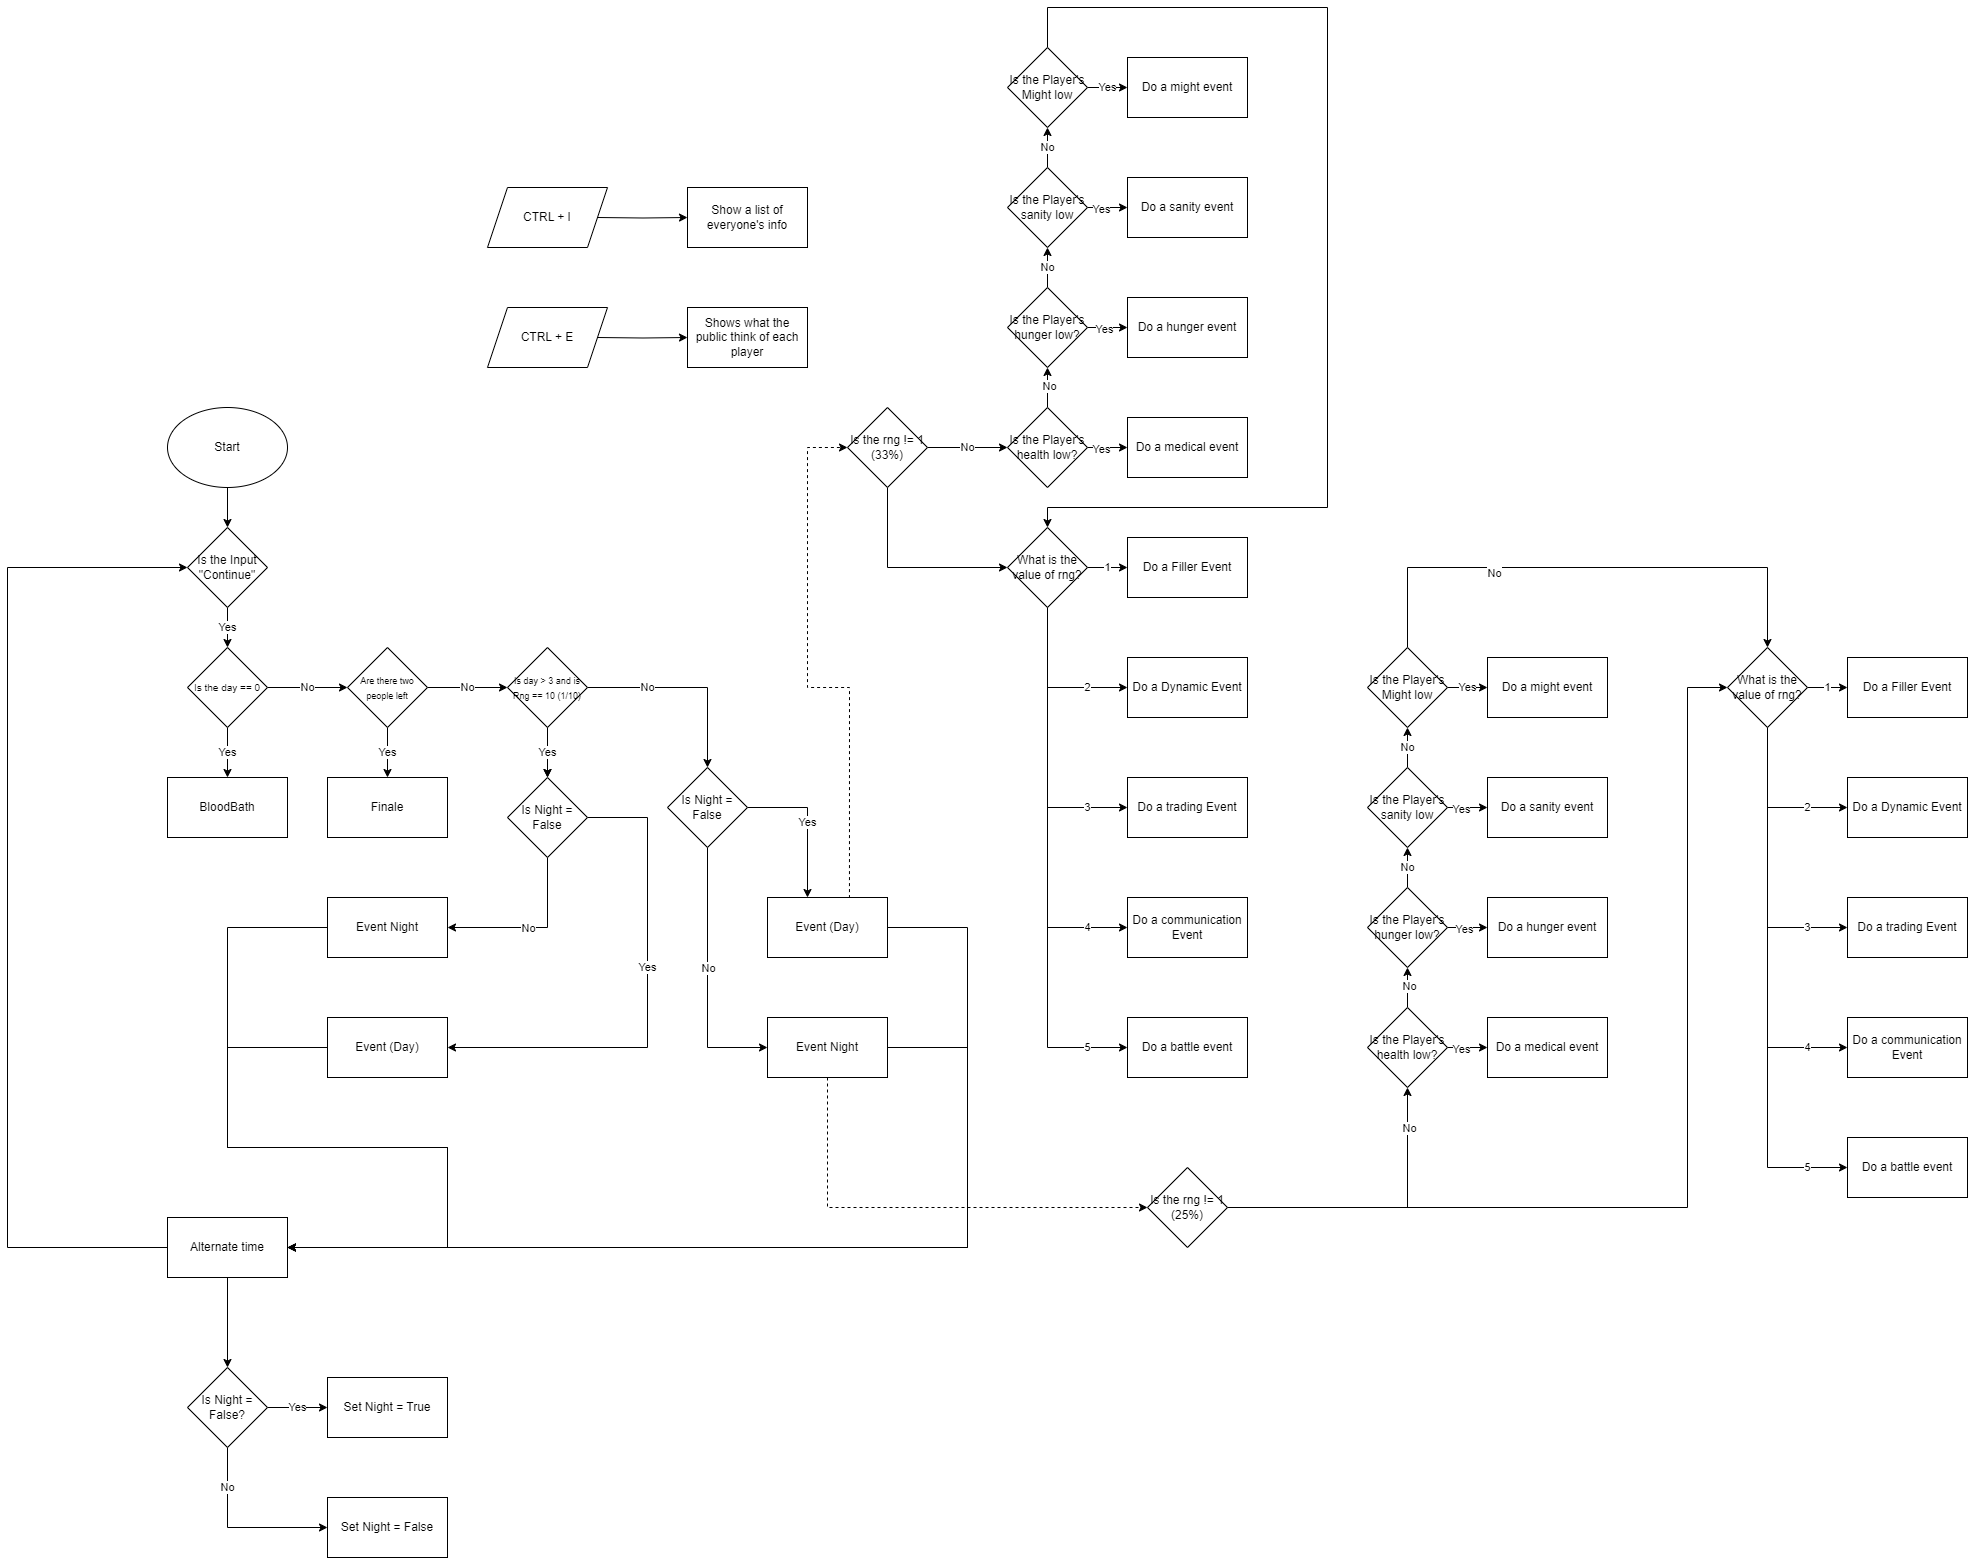 Is the Player's
Might low
Yes
Do a might event
No
Is the Player's
sanity low
Yes
Do a sanity event
No
Is the Player's
hunger low?
Yes
Do a hunger event
No
Is the Player's
health low?
Yes
Do a medical event
CTRL + I
Show a list of
everyone's info
CTRL + E
Shows what the
public think of each
player
Is the rng != 1
(33%)
No
What is the
value of rng?
1
Do a Filler Event
2
Do a Dynamic Event
3
Do a trading Event
4
Do a communication
Event
5
Do a battle event
Start
Is the Input
"Continue"
Yes
Is the day == 0
No
Are there two
people left
No
Is day > 3 and is
Rng == 10 (1/10)
No
Yes
Yes
Yes
BloodBath
Finale
Is Night =
False
Is Night =
False
Yes
Event Night
No
Yes
Event (Day)
No
Event (Day)
Event Night
No
Is the Player's
Might low
Yes
Do a might event
No
Is the Player's
sanity low
Yes
Do a sanity event
No
Is the Player's
hunger low?
Yes
Do a hunger event
No
Is the Player's
health low?
Yes
Do a medical event
No
Is the rng != 1
(25%)
What is the
value of rng?
1
Do a Filler Event
2
Do a Dynamic Event
3
Do a trading Event
4
Do a communication
Event
5
Do a battle event
Alternate time
Is Night =
False?
Yes
Set Night = True
No
Set Night = False